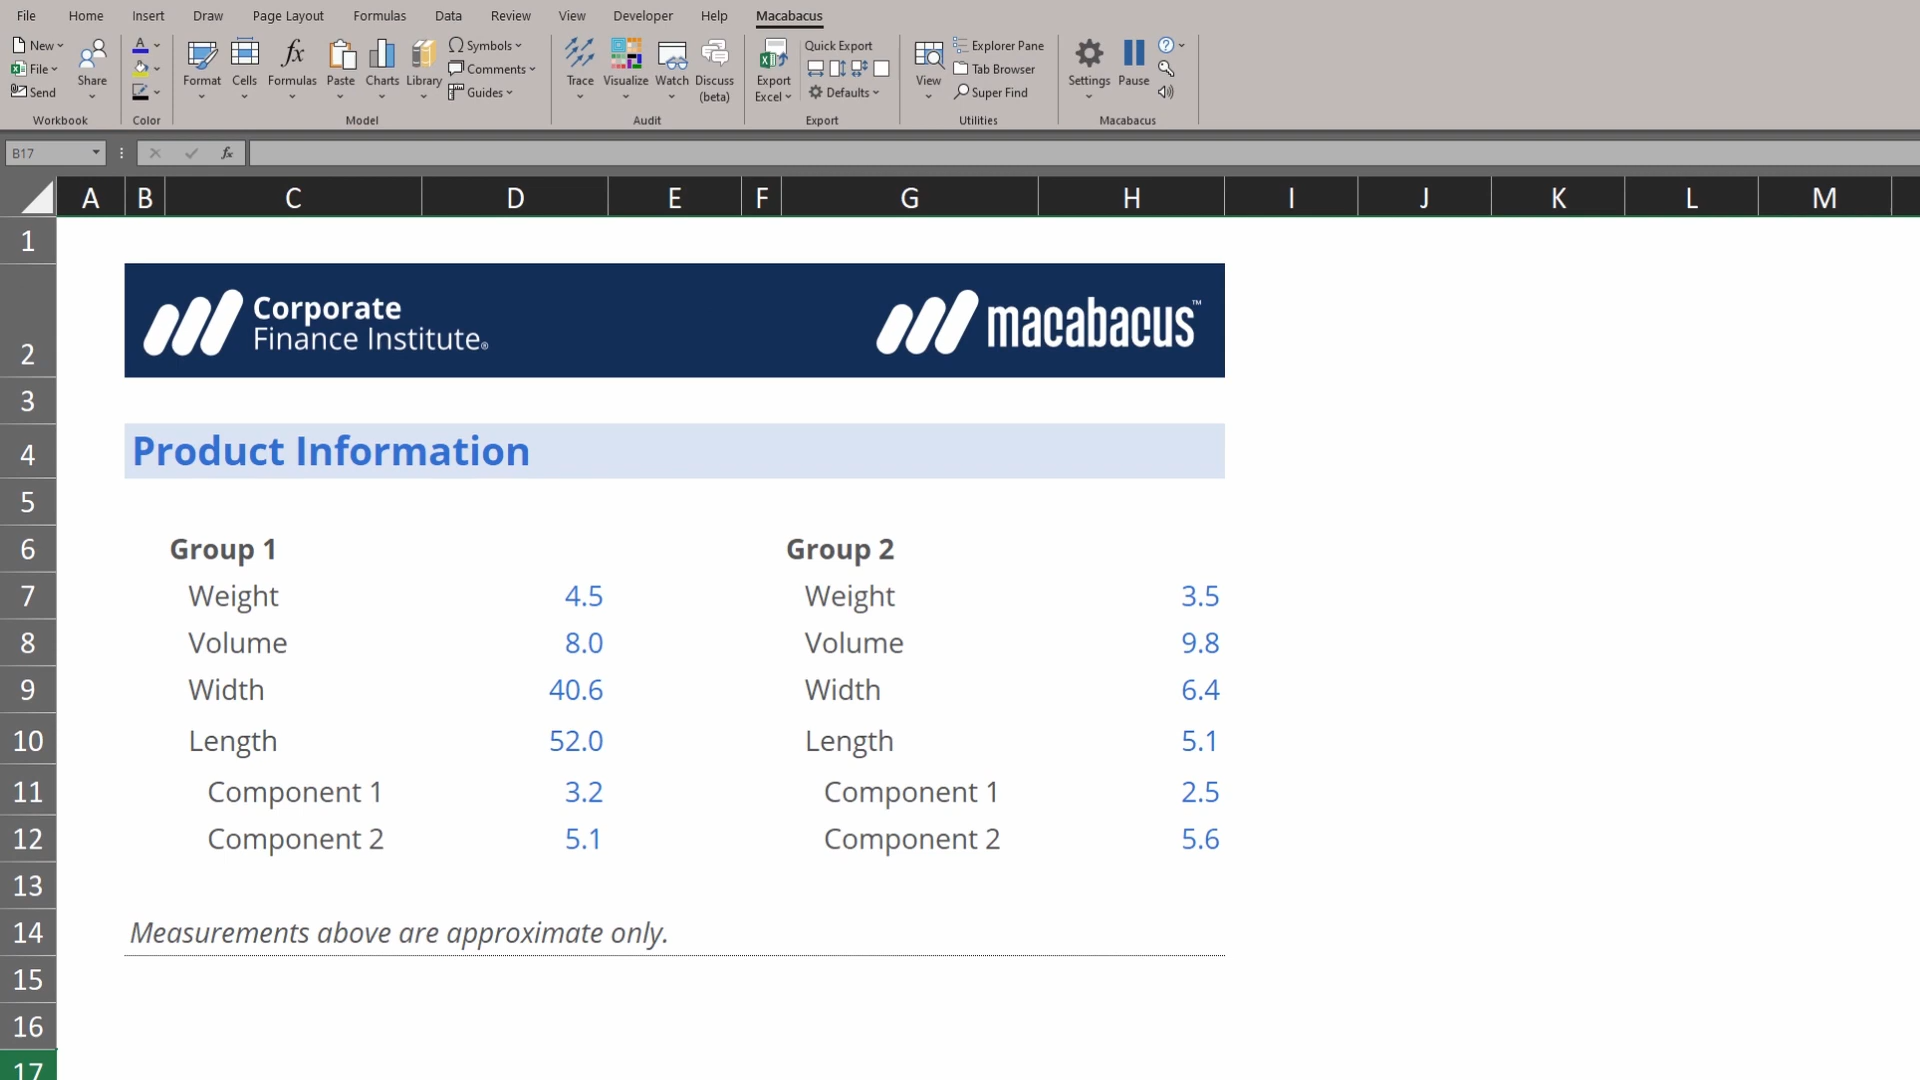 File Home Insert Draw Page Layout Formulas Data Review View Developer Help Macabacus
New File Send Share Workbook
Color
Format Cells Formulas Paste Charts Library Symbols Comments Guides Model
Trace Visualize Watch Discuss (beta) Audit
Export Excel Quick Export Defaults Export
View Explorer Pane Tab Browser Super Find Utilities
Settings Pause Macabacus
B17 fx
A B C D E F G H I J K L M
1
2 Corporate
Finance Institute® macabacus™
3
4 Product Information
5
6 Group 1 Group 2
7 Weight 4.5 Weight 3.5
8 Volume 8.0 Volume 9.8
9 Width 40.6 Width 6.4
10 Length 52.0 Length 5.1
11 Component 1 3.2 Component 1 2.5
12 Component 2 5.1 Component 2 5.6
13
14 Measurements above are approximate only.
15
16
17